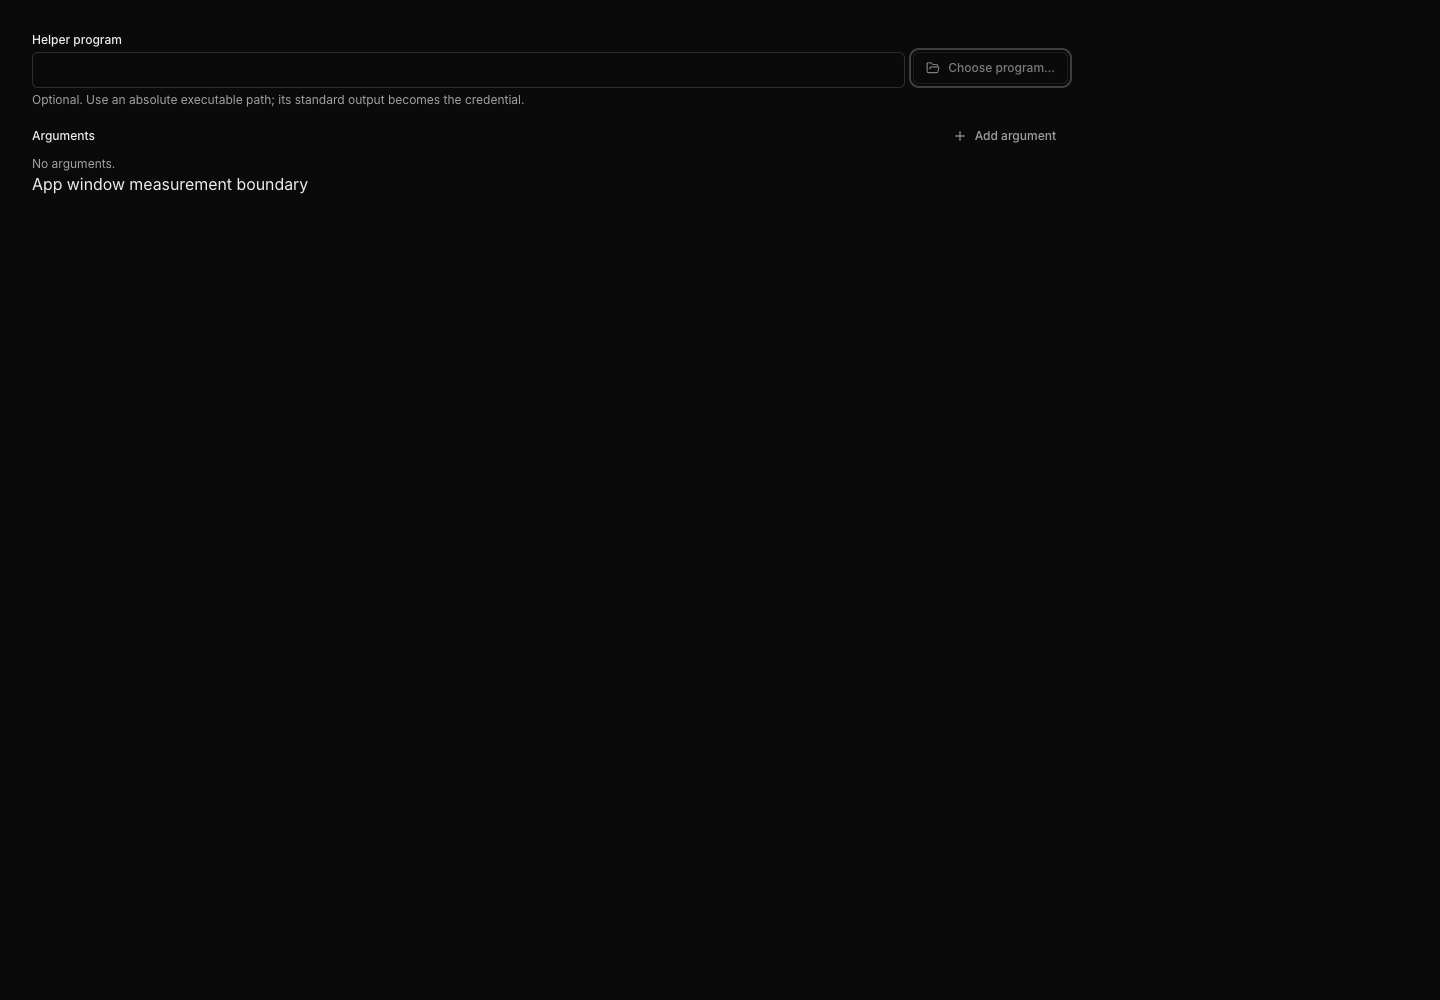 Helper program
Choose program...
Optional. Use an absolute executable path; its standard output becomes the credential.
Arguments
Add argument
No arguments.
App window measurement boundary